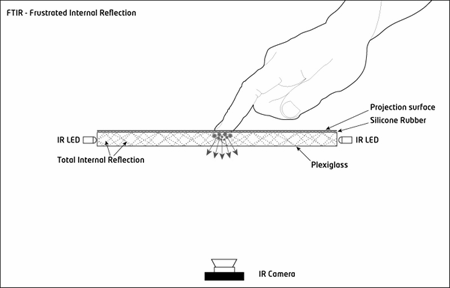 FTIR - Frustrated Internal Reflection
Projection surface
Silicone Rubber
IR LED
IR LED
Total Internal Reflection
Plexiglass
IR Camera